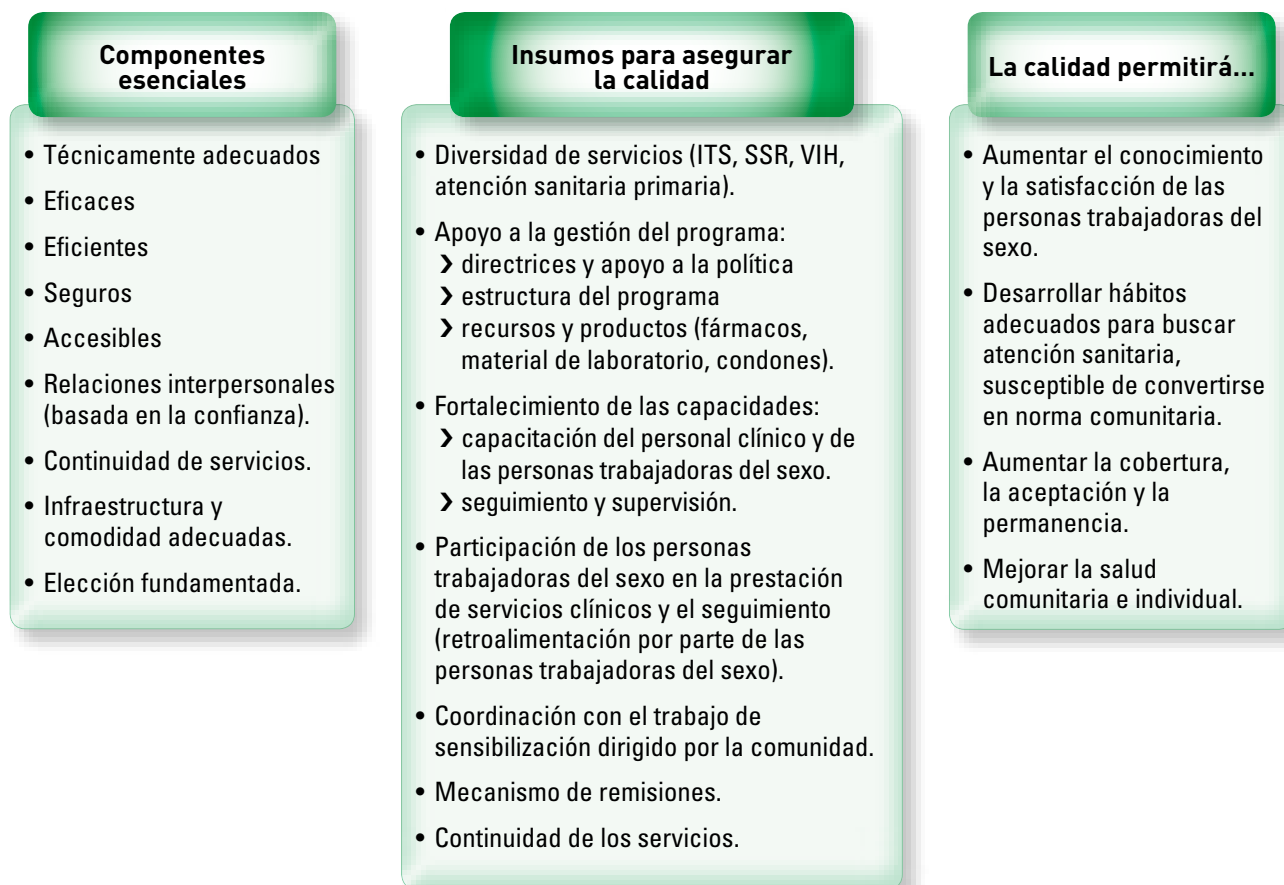 Componentes
esenciales
• Técnicamente adecuados
• Eficaces
• Eficientes
• Seguros
• Accesibles
• Relaciones interpersonales
(basada en la confianza).
• Continuidad de servicios.
• Infraestructura y
comodidad adecuadas.
• Elección fundamentada.
Insumos para asegurar
la calidad
• Diversidad de servicios (ITS, SSR, VIH,
atención sanitaria primaria).
• Apoyo a la gestión del programa:
❯ directrices y apoyo a la política
❯ estructura del programa
❯ recursos y productos (fármacos,
material de laboratorio, condones).
• Fortalecimiento de las capacidades:
❯ capacitación del personal clínico y de
las personas trabajadoras del sexo.
❯ seguimiento y supervisión.
• Participación de los personas
trabajadoras del sexo en la prestación
de servicios clínicos y el seguimiento
(retroalimentación por parte de las
personas trabajadoras del sexo).
• Coordinación con el trabajo de
sensibilización dirigido por la comunidad.
• Mecanismo de remisiones.
• Continuidad de los servicios.
La calidad permitirá...
• Aumentar el conocimiento
y la satisfacción de las
personas trabajadoras del
sexo.
• Desarrollar hábitos
adecuados para buscar
atención sanitaria,
susceptible de convertirse
en norma comunitaria.
• Aumentar la cobertura,
la aceptación y la
permanencia.
• Mejorar la salud
comunitaria e individual.